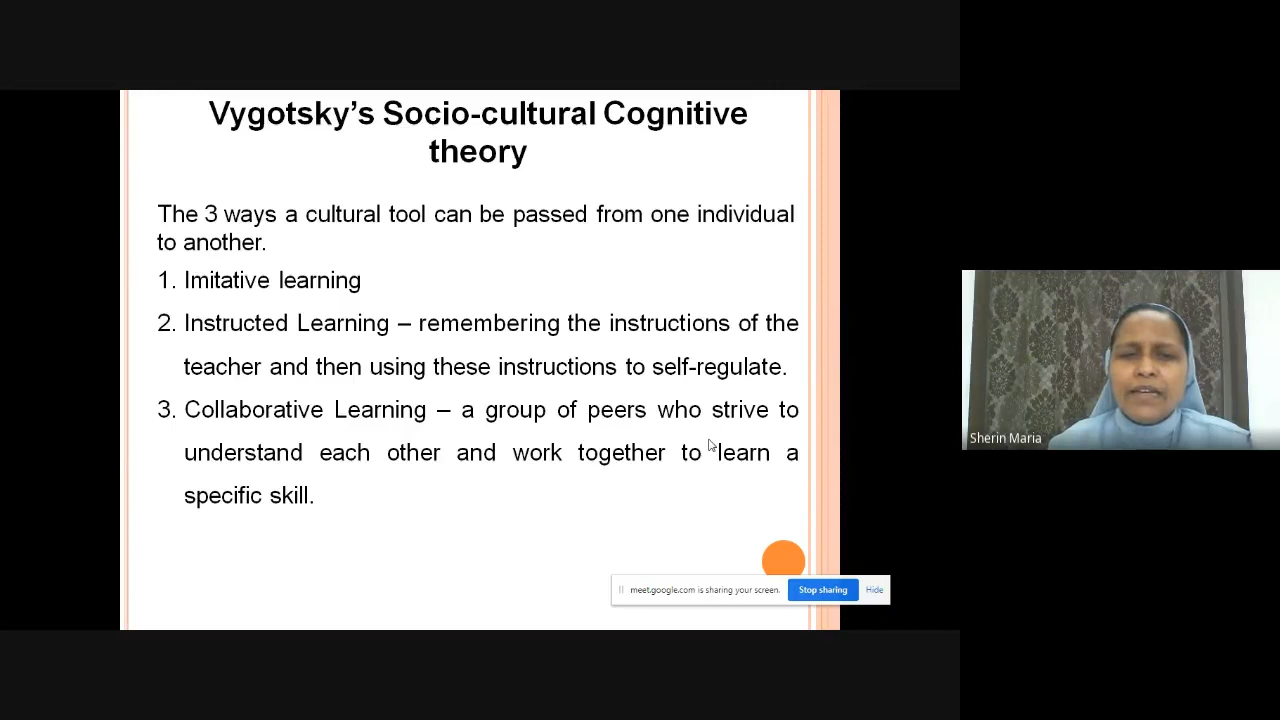 Vygotsky’s Socio-cultural Cognitive
theory
The 3 ways a cultural tool can be passed from one individual
to another.
1. Imitative learning
2. Instructed Learning – remembering the instructions of the
teacher and then using these instructions to self-regulate.
3. Collaborative Learning – a group of peers who strive to
understand each other and work together to learn a
specific skill.
meet.google.com is sharing your screen. Stop sharing Hide
Sherin Maria